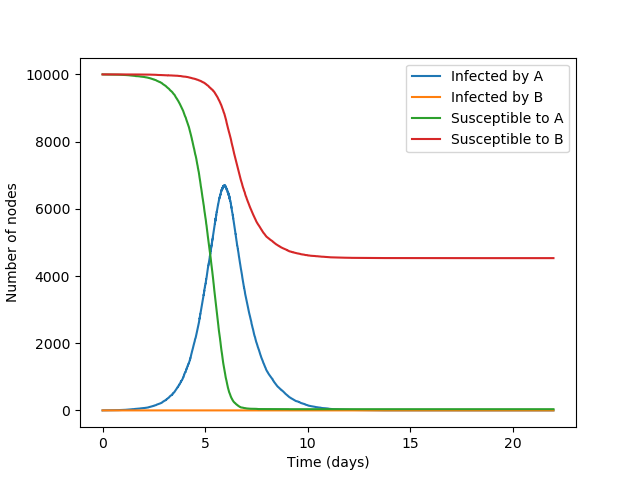 Infected by A
Infected by B
Susceptible to A
Susceptible to B
10000
8000
6000
4000
2000
0
Number of nodes
0 5 10 15 20
Time (days)